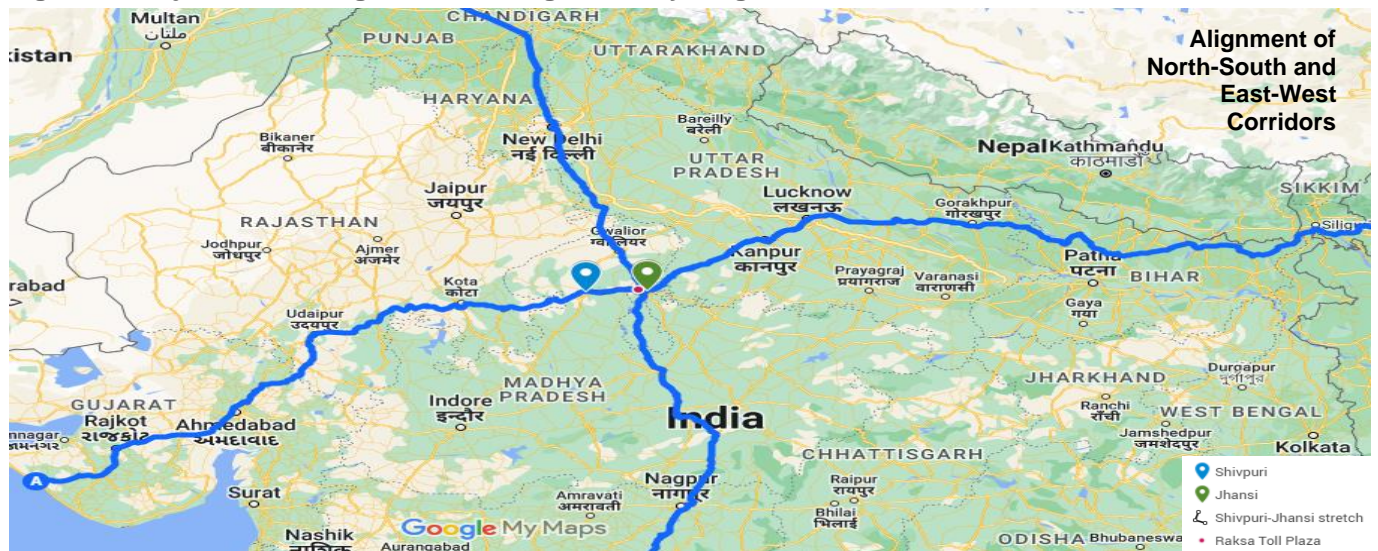 Alignment of
North-South and
East-West
Corridors
CHANDIGARH
Multan
ملتان
PUNJAB
UTTARAKHAND
HARYANA
Bikaner
बीकानेर
New Delhi
नई दिल्ली
Bareilly
बरेली
Nepal
Kathmandu
काठमाडौँ
UTTAR
PRADESH
SIKKIM
Jaipur
जयपुर
Lucknow
लखनऊ
Gorakhpur
गोरखपुर
RAJASTHAN
Jodhpur
जोधपुर
Ajmer
अजमेर
Gwalior
ग्वालियर
Kanpur
कानपुर
Prayagraj
प्रयागराज
Varanasi
वाराणसी
Patna
पटना
BIHAR
Kota
कोटा
Gaya
गया
Udaipur
उदयपुर
MADHYA
PRADESH
Indore
इन्दौर
India
JHARKHAND
Durgapur
Ranchi
राँची
WEST BENGAL
GUJARAT
Rajkot
રાજકોટ
Ahmedabad
અમદાવાદ
Jamshedpur
जमशेदपुर
Kolkata
A
CHHATTISGARH
Surat
Nagpur
नागपुर
Raipur
रायपुर
Amravati
अमरावती
Bhilai
भिलाई
Nashik
Aurangabad
Google My Maps
ODISHA
Shivpuri
Jhansi
Shivpuri-Jhansi stretch
Raksa Toll Plaza